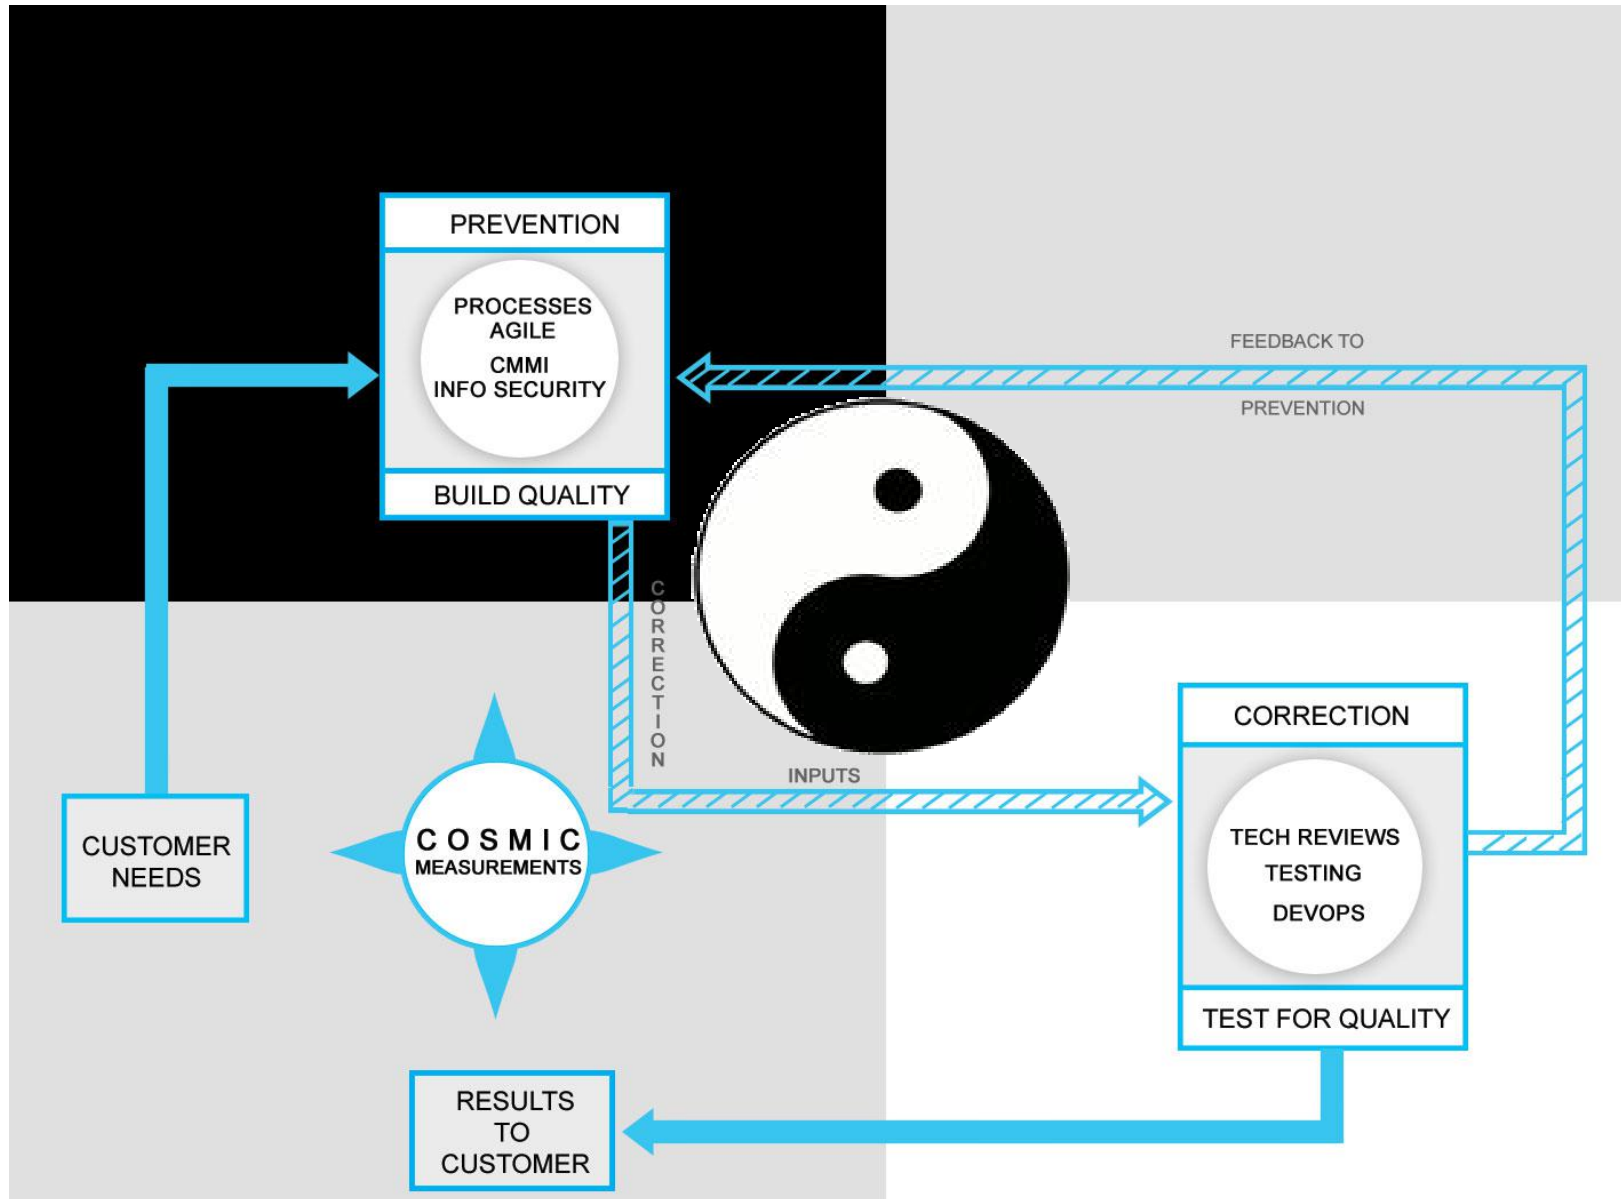 PREVENTION
PROCESSES
AGILE
CMMI
INFO SECURITY
BUILD QUALITY
FEEDBACK TO
PREVENTION
CORRECTION
INPUTS
CUSTOMER
NEEDS
COSMIC
MEASUREMENTS
CORRECTION
TECH REVIEWS
TESTING
DEVOPS
TEST FOR QUALITY
RESULTS
TO
CUSTOMER